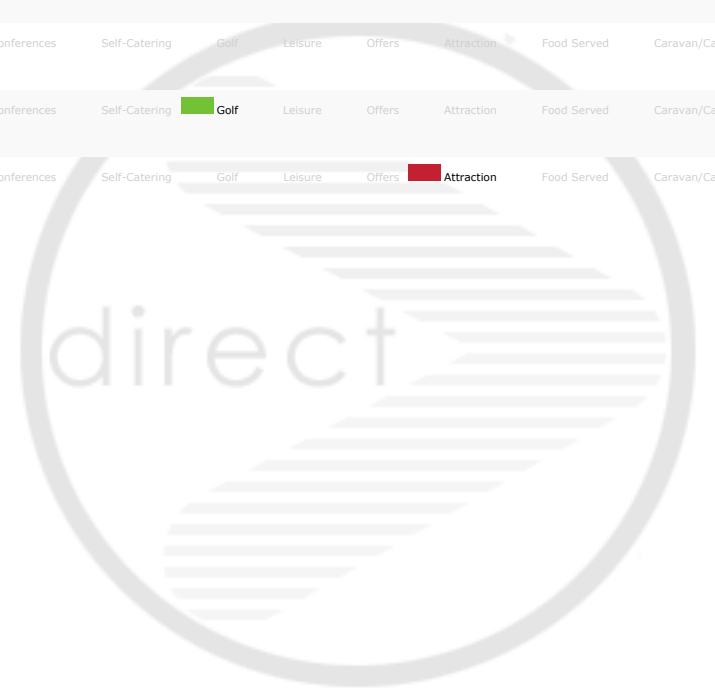 onferences Self-Catering Golf Leisure Offers Attraction Food Served Caravan/Ca
onferences Self-Catering Golf Leisure Offers Attraction Food Served Caravan/Ca
onferences Self-Catering Golf Leisure Offers Attraction Food Served Caravan/Ca
direct